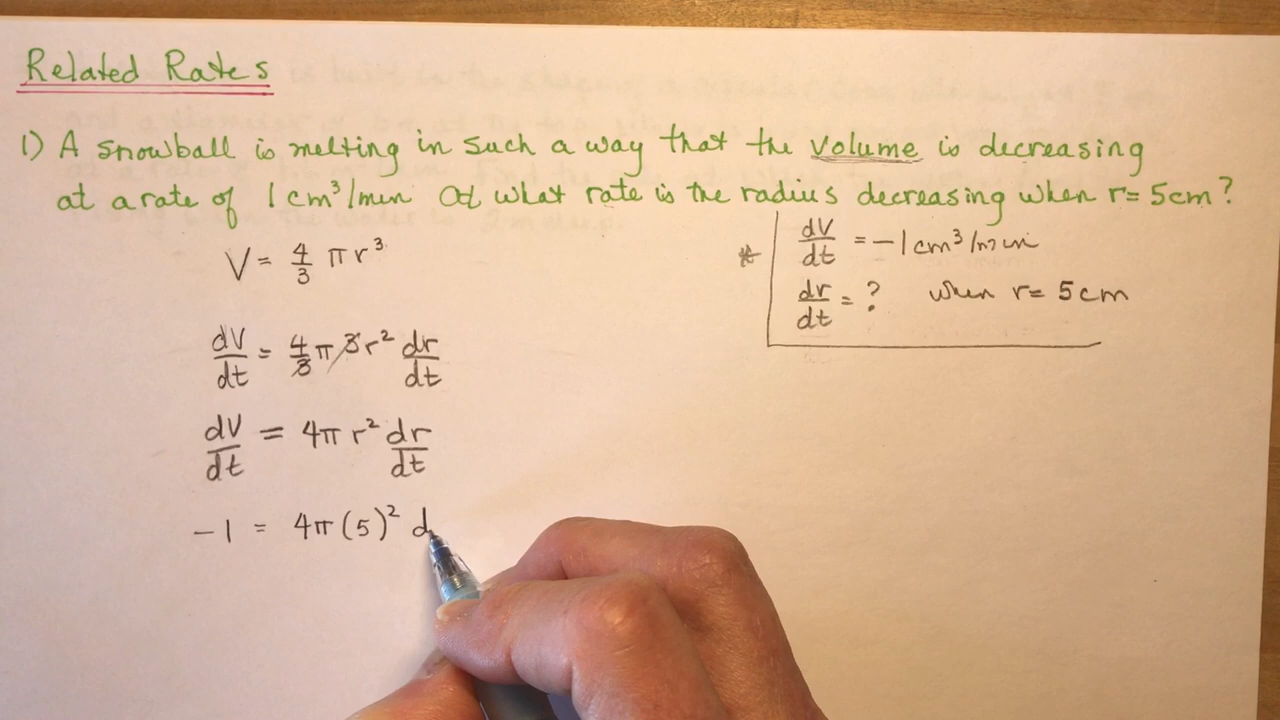 Related Rates
1) A snowball is melting in such a way that the volume is decreasing
at a rate of 1 cm³/min At what rate is the radius decreasing when r = 5cm?
V = 4/3 π r³
* dV/dt = -1 cm³/min
dr/dt = ? when r = 5 cm
dV/dt = 4/3 π 3r² dr/dt
dV/dt = 4π r² dr/dt
-1 = 4π (5)² d